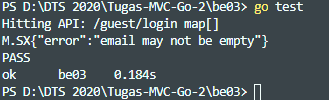 PS D:\DTS 2020\Tugas-MVC-Go-2\be03> go test
Hitting API: /guest/login map[]
M.SX{"error":"email may not be empty"}
PASS
ok      be03    0.184s
PS D:\DTS 2020\Tugas-MVC-Go-2\be03>